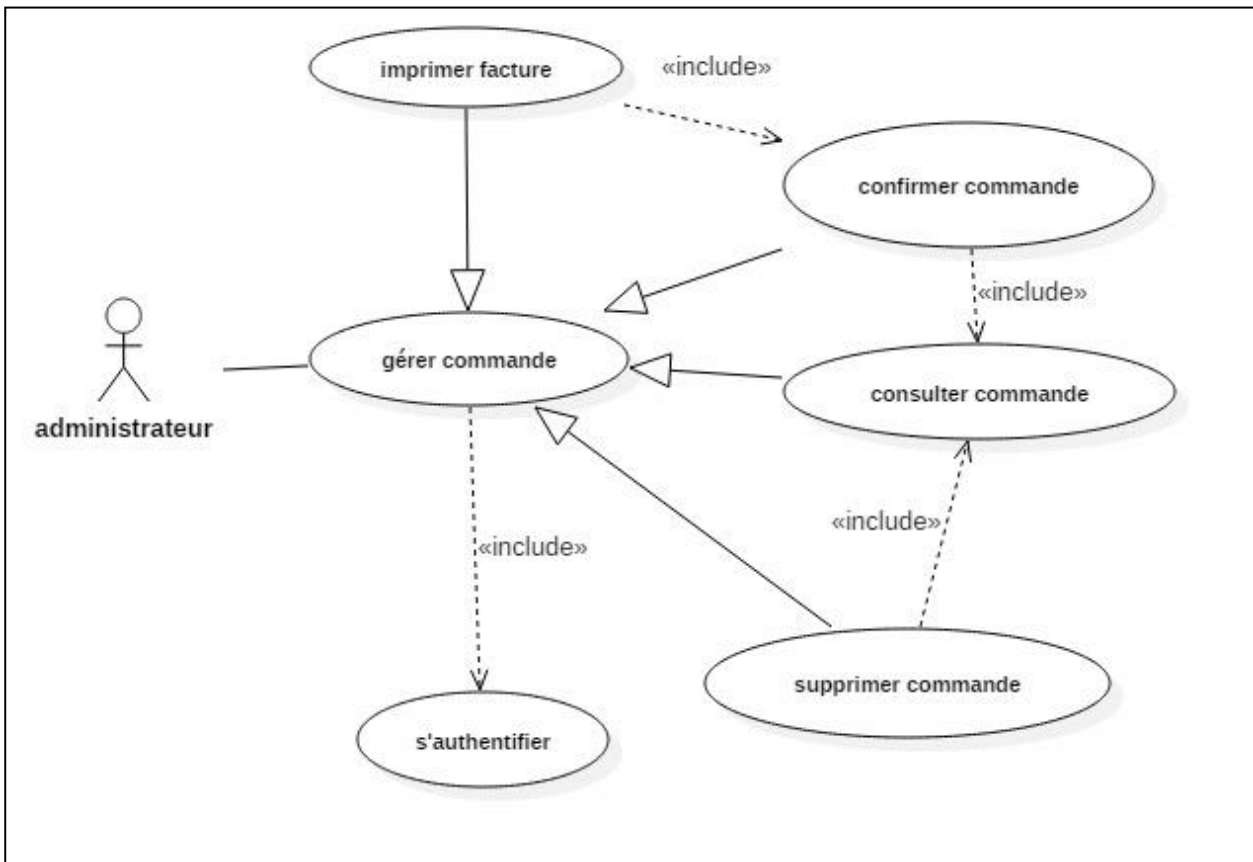 imprimer facture
«include»
confirmer commande
«include»
gérer commande
consulter commande
administrateur
«include»
«include»
supprimer commande
s'authentifier